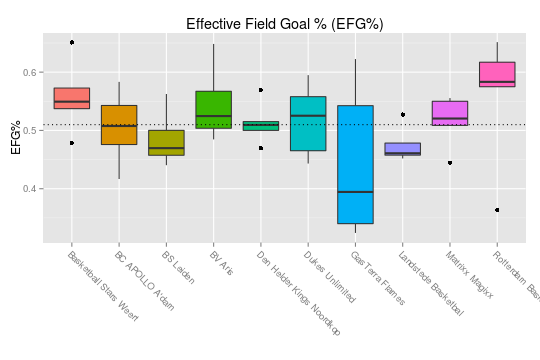 Effective Field Goal % (EFG%)
EFG%
0.6
0.5
0.4
Basketball Stars Weert
BC APOLLO A'dam
BS Leiden
BV Aris
Den Helder Kings Noordkop
Dukes Unlimited
GasTerra Flames
Landstede Basketbal
Matrixx Magixx
Rotterdam Bas